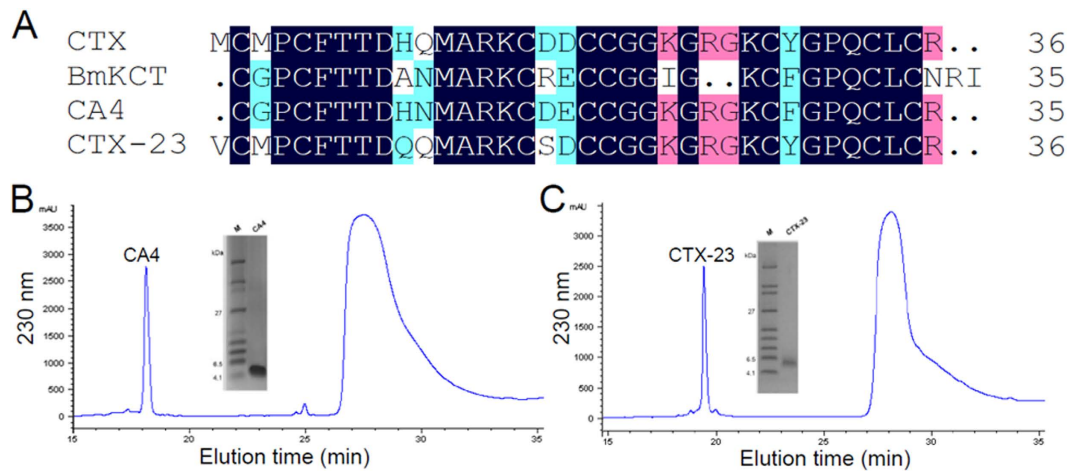 A
CTX MCMPCFTTDHQMARKCDDCCGGKGRGKCYGPQCLCR.. 36
BmKCT .CGPCFTTDANMARKCRECCGGIG..KCFGPQCLCNRI 35
CA4 .CGPCFTTDHNMARKCDECCGGKGRGKCFGPQCLCR.. 35
CTX-23 VCMPCFTTDQQMARKCSDCCGGKGRGKCYGPQCLCR.. 36
B
mAU
3500
3000
2500
2000
1500
1000
500
0
230 nm
CA4
M CA4
kDa
27
6.5
4.1
15 20 25 30 35
Elution time (min)
C
mAU
3500
3000
2500
2000
1500
1000
500
0
230 nm
CTX-23
M CTX-23
kDa
27
6.5
4.1
15 20 25 30 35
Elution time (min)